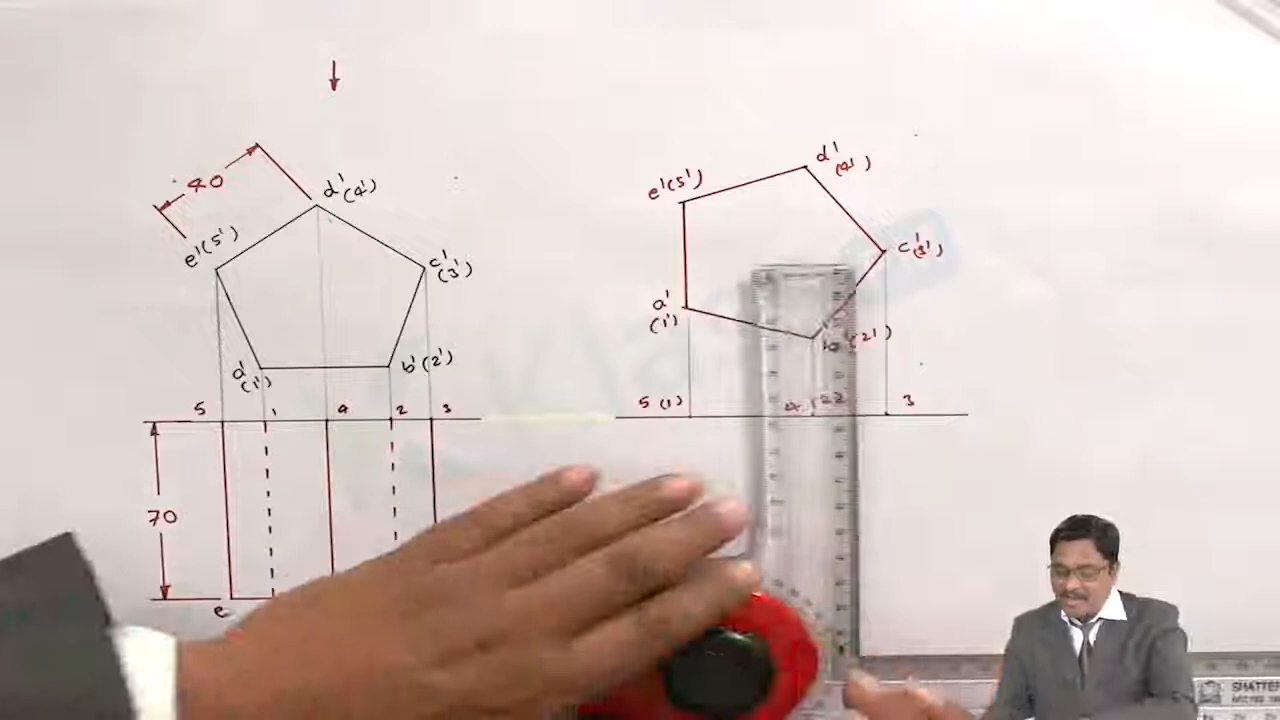 40
d'(4')
e'(5')
c'
(3')
a'
(1')
b'(2')
5 1 4 2 3
70
e
d'
(4')
e'(5')
c'
(3')
a'
(1')
(2')
5(1)
3
SHATTER